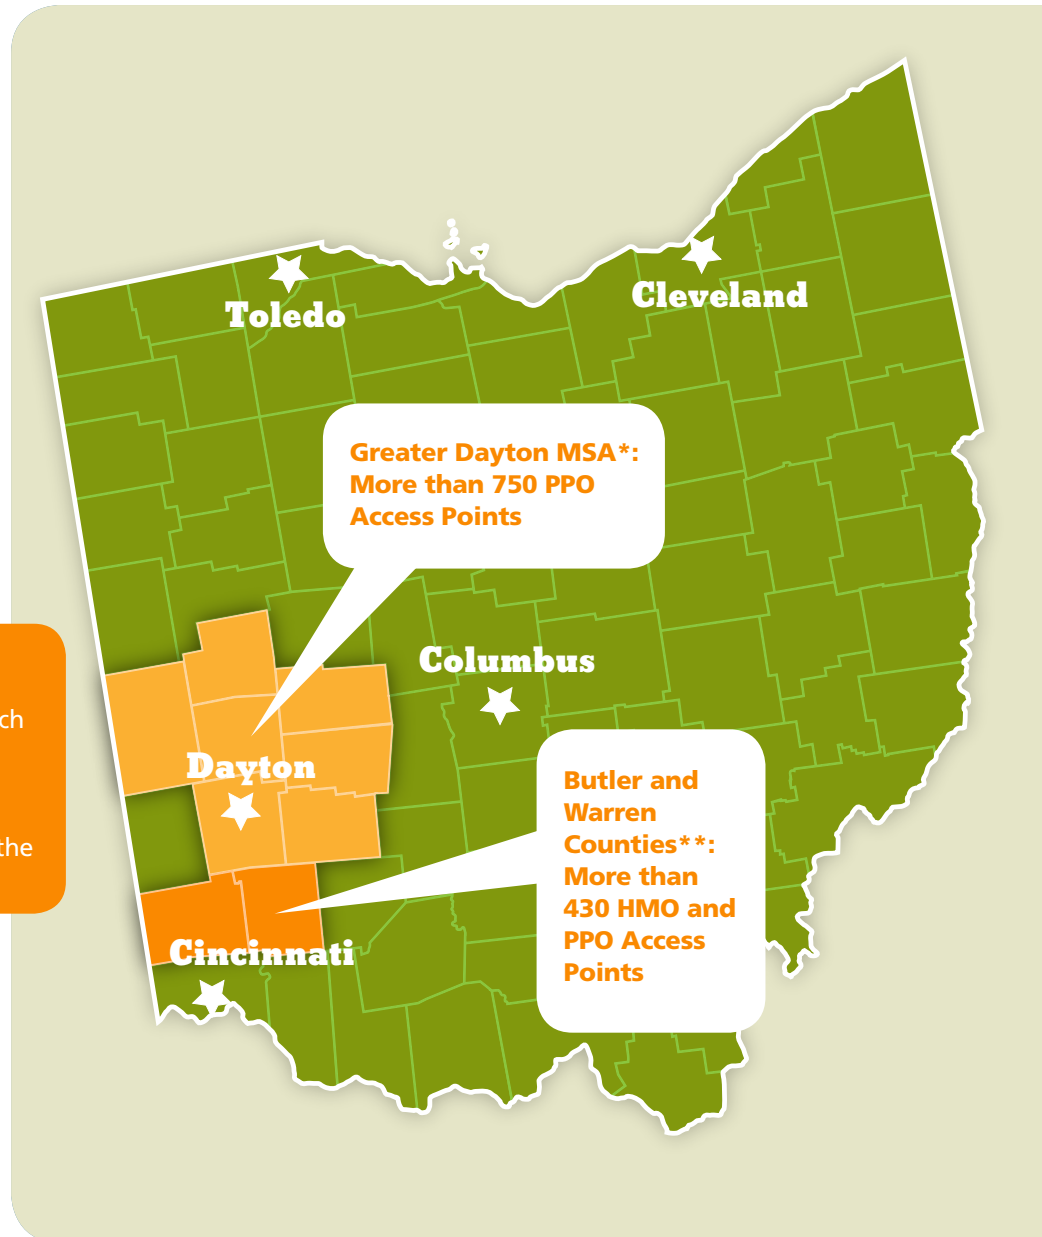 Toledo
Cleveland
Greater Dayton MSA*:
More than 750 PPO
Access Points
Columbus
ch
Dayton
Butler and
Warren
Counties**:
More than
430 HMO and
PPO Access
Points
the
Cincinnati